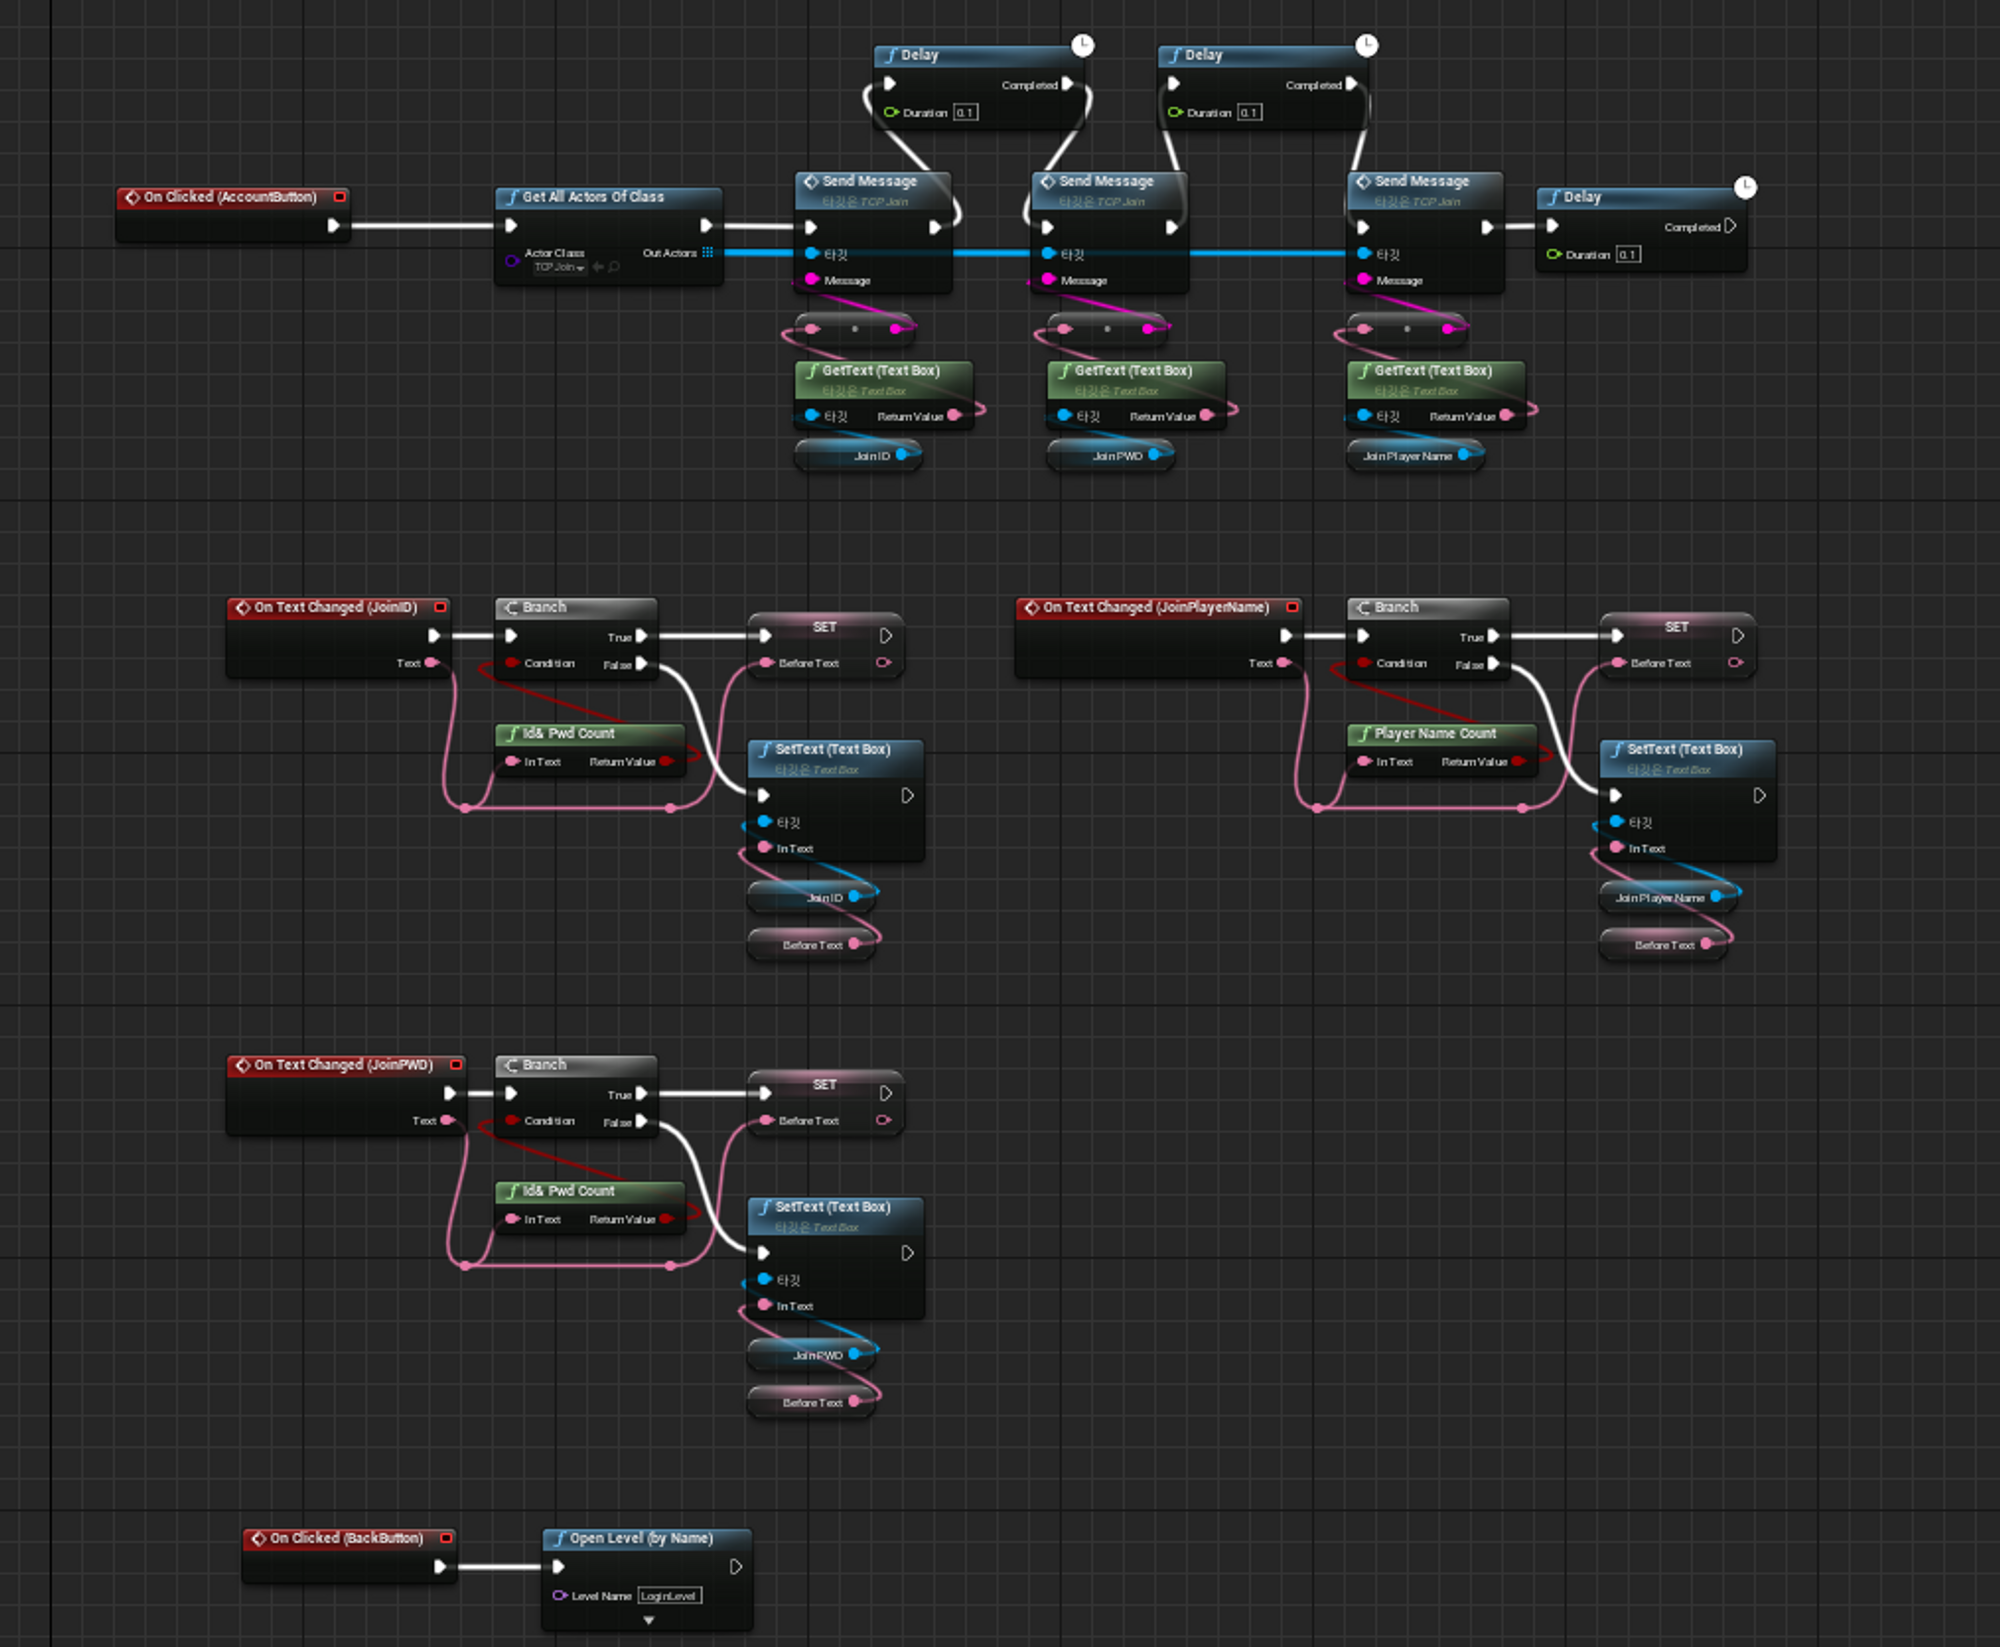 Delay
Completed
Duration 0.1
Delay
Completed
Duration 0.1
On Clicked (AccountButton)
Get All Actors Of Class
Actor Class
TCP Join
Out Actors
Send Message
타깃은 TCP Join
타깃
Message
Send Message
타깃은 TCP Join
타깃
Message
Send Message
타깃은 TCP Join
타깃
Message
Delay
Completed
Duration 0.1
GetText (Text Box)
타깃은 Text Box
타깃 Return Value
Join ID
GetText (Text Box)
타깃은 Text Box
타깃 Return Value
Join PWD
GetText (Text Box)
타깃은 Text Box
타깃 Return Value
Join Player Name
On Text Changed (JoinID)
Text
Branch
True
Condition False
SET
Before Text
Id& Pwd Count
In Text Return Value
SetText (Text Box)
타깃은 Text Box
타깃
In Text
Join ID
Before Text
On Text Changed (JoinPlayerName)
Text
Branch
True
Condition False
SET
Before Text
Player Name Count
In Text Return Value
SetText (Text Box)
타깃은 Text Box
타깃
In Text
Join Player Name
Before Text
On Text Changed (JoinPWD)
Text
Branch
True
Condition False
SET
Before Text
Id& Pwd Count
In Text Return Value
SetText (Text Box)
타깃은 Text Box
타깃
In Text
Join PWD
Before Text
On Clicked (BackButton)
Open Level (by Name)
Level Name LoginLevel